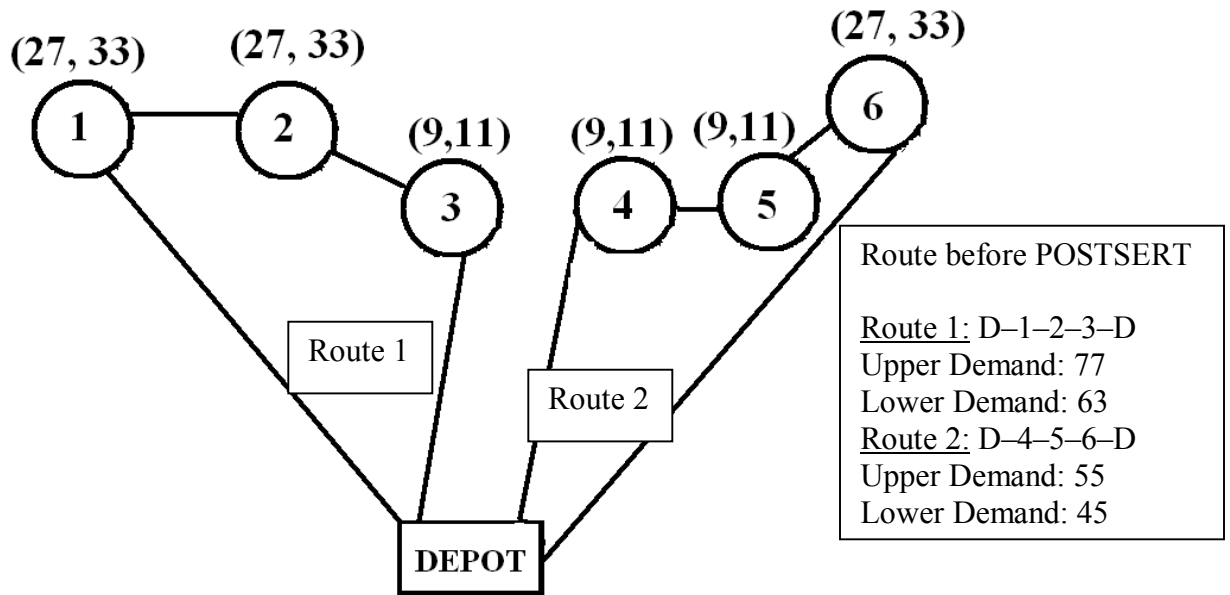 (27, 33)
(27, 33)
(27, 33)
1
2
(9,11)
3
(9,11)
4
(9,11)
5
6
Route 1
Route 2
DEPOT
Route before POSTSERT
Route 1: D–1–2–3–D
Upper Demand: 77
Lower Demand: 63
Route 2: D–4–5–6–D
Upper Demand: 55
Lower Demand: 45